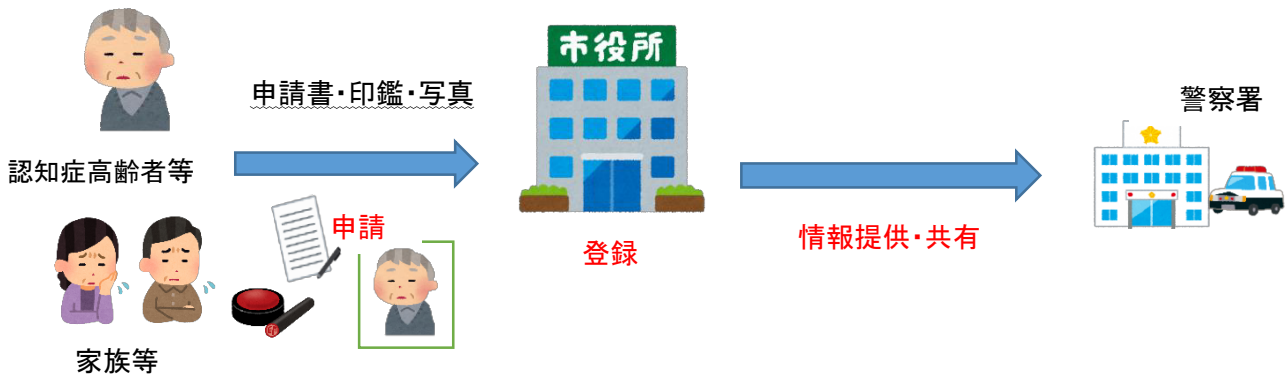 市役所
申請書・印鑑・写真
警察署
認知症高齢者等
申請
登録
情報提供・共有
家族等